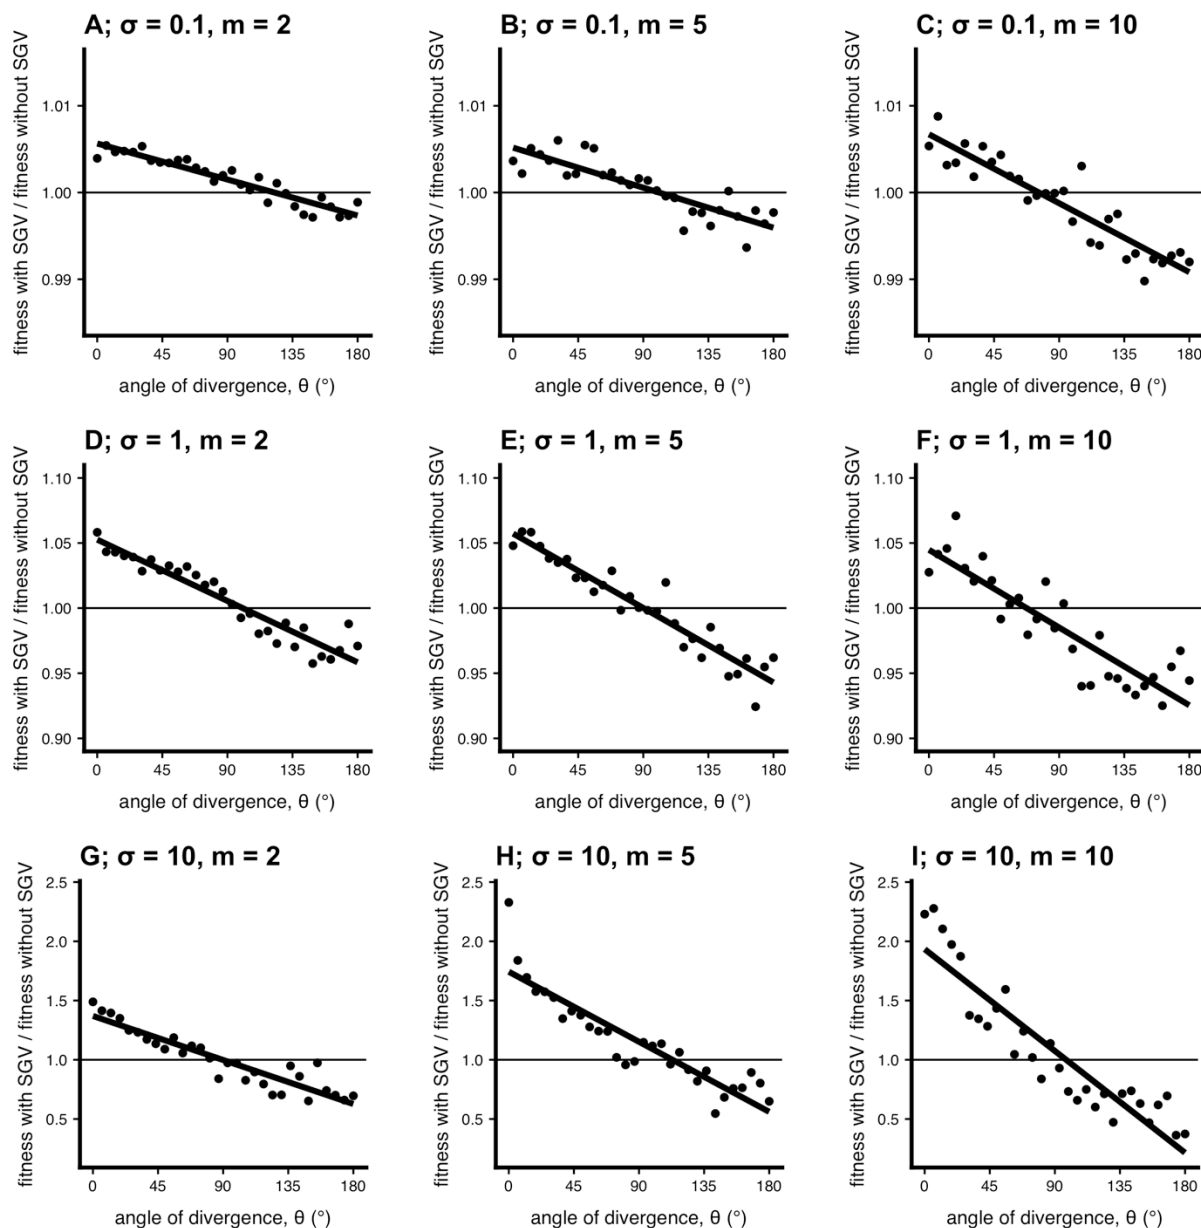 A; σ = 0.1, m = 2
fitness with SGV / fitness without SGV
1.01
1.00
0.99
0 45 90 135 180
angle of divergence, θ (°)
B; σ = 0.1, m = 5
fitness with SGV / fitness without SGV
1.01
1.00
0.99
0 45 90 135 180
angle of divergence, θ (°)
C; σ = 0.1, m = 10
fitness with SGV / fitness without SGV
1.01
1.00
0.99
0 45 90 135 180
angle of divergence, θ (°)
D; σ = 1, m = 2
fitness with SGV / fitness without SGV
1.10
1.05
1.00
0.95
0.90
0 45 90 135 180
angle of divergence, θ (°)
E; σ = 1, m = 5
fitness with SGV / fitness without SGV
1.10
1.05
1.00
0.95
0.90
0 45 90 135 180
angle of divergence, θ (°)
F; σ = 1, m = 10
fitness with SGV / fitness without SGV
1.10
1.05
1.00
0.95
0.90
0 45 90 135 180
angle of divergence, θ (°)
G; σ = 10, m = 2
fitness with SGV / fitness without SGV
2.5
2.0
1.5
1.0
0.5
0 45 90 135 180
angle of divergence, θ (°)
H; σ = 10, m = 5
fitness with SGV / fitness without SGV
2.5
2.0
1.5
1.0
0.5
0 45 90 135 180
angle of divergence, θ (°)
I; σ = 10, m = 10
fitness with SGV / fitness without SGV
2.5
2.0
1.5
1.0
0.5
0 45 90 135 180
angle of divergence, θ (°)